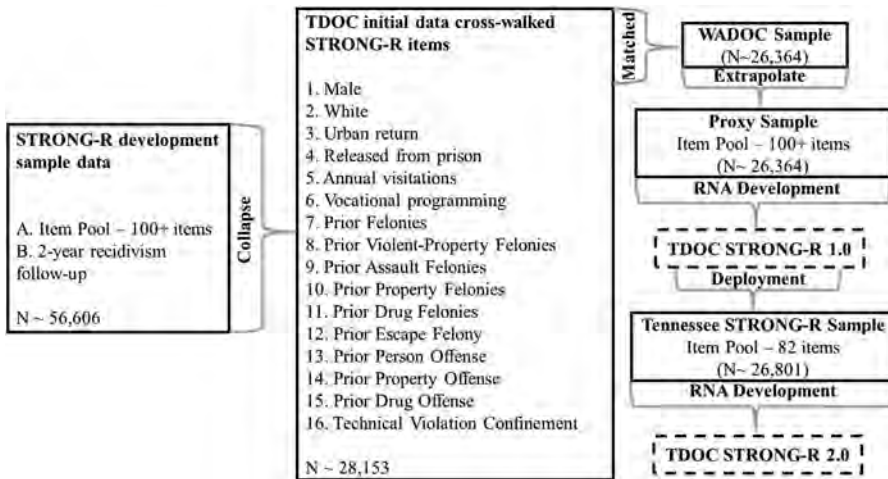 STRONG-R development
sample data
A. Item Pool – 100+ items
B. 2-year recidivism
follow-up
N ~ 56,606
Collapse
TDOC initial data cross-walked
STRONG-R items
1. Male
2. White
3. Urban return
4. Released from prison
5. Annual visitations
6. Vocational programming
7. Prior Felonies
8. Prior Violent-Property Felonies
9. Prior Assault Felonies
10. Prior Property Felonies
11. Prior Drug Felonies
12. Prior Escape Felony
13. Prior Person Offense
14. Prior Property Offense
15. Prior Drug Offense
16. Technical Violation Confinement
N ~ 28,153
Matched
WADOC Sample
(N~26,364)
Extrapolate
Proxy Sample
Item Pool – 100+ items
(N~ 26,364)
RNA Development
TDOC STRONG-R 1.0
Deployment
Tennessee STRONG-R Sample
Item Pool – 82 items
(N~ 26,801)
RNA Development
TDOC STRONG-R 2.0